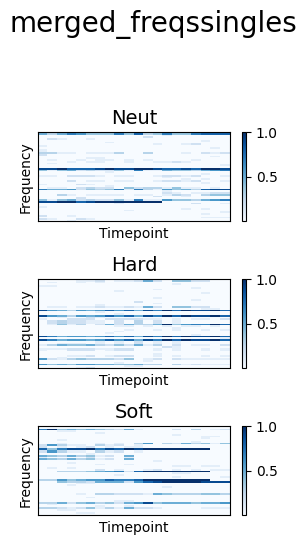 merged_freqssingles
Neut
Frequency
1.0
0.5
Timepoint
Hard
Frequency
1.0
0.5
Timepoint
Soft
Frequency
1.0
0.5
Timepoint